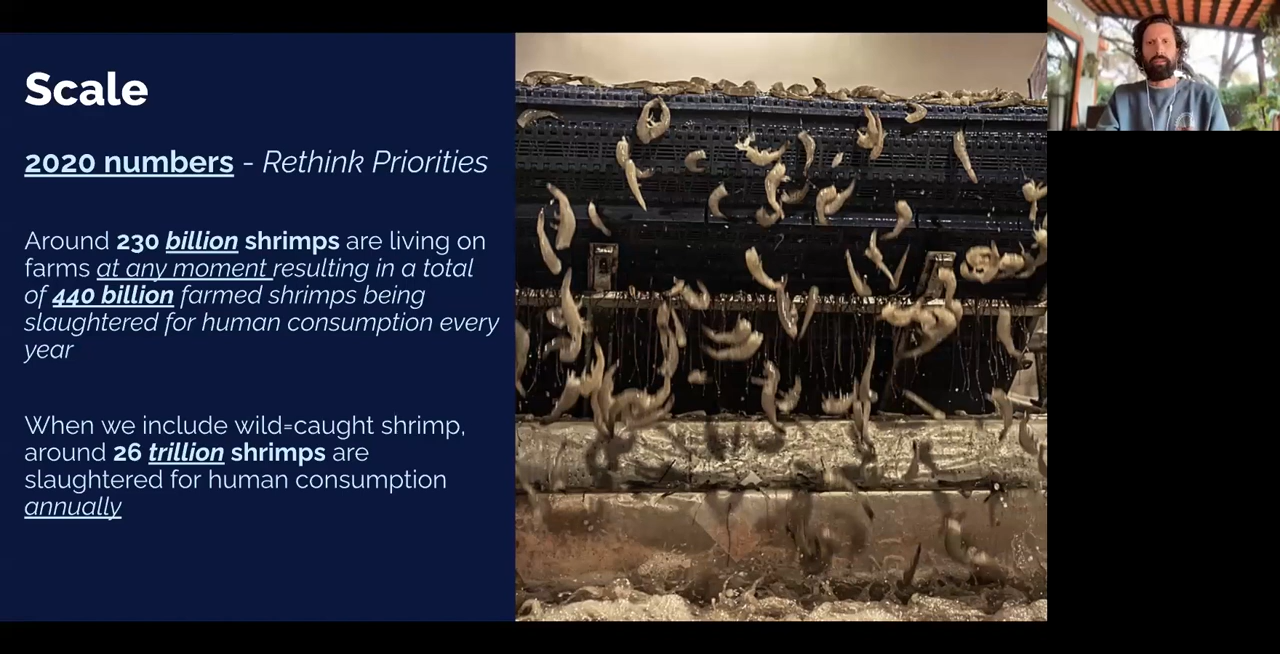 Scale
2020 numbers - Rethink Priorities
Around 230 billion shrimps are living on
farms at any moment resulting in a total
of 440 billion farmed shrimps being
slaughtered for human consumption every
year
When we include wild=caught shrimp,
around 26 trillion shrimps are
slaughtered for human consumption
annually